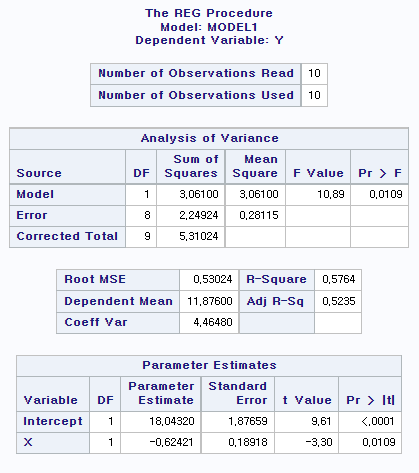 The REG Procedure
Model: MODEL1
Dependent Variable: Y
Number of Observations Read 10
Number of Observations Used 10
Analysis of Variance
Source DF Sum of Squares Mean Square F Value Pr > F
Model 1 3,06100 3,06100 10,89 0,0109
Error 8 2,24924 0,28115
Corrected Total 9 5,31024
Root MSE 0,53024 R-Square 0,5764
Dependent Mean 11,87600 Adj R-Sq 0,5235
Coeff Var 4,46480
Parameter Estimates
Variable DF Parameter Estimate Standard Error t Value Pr > |t|
Intercept 1 18,04320 1,87659 9,61 <,0001
X 1 -0,62421 0,18918 -3,30 0,0109